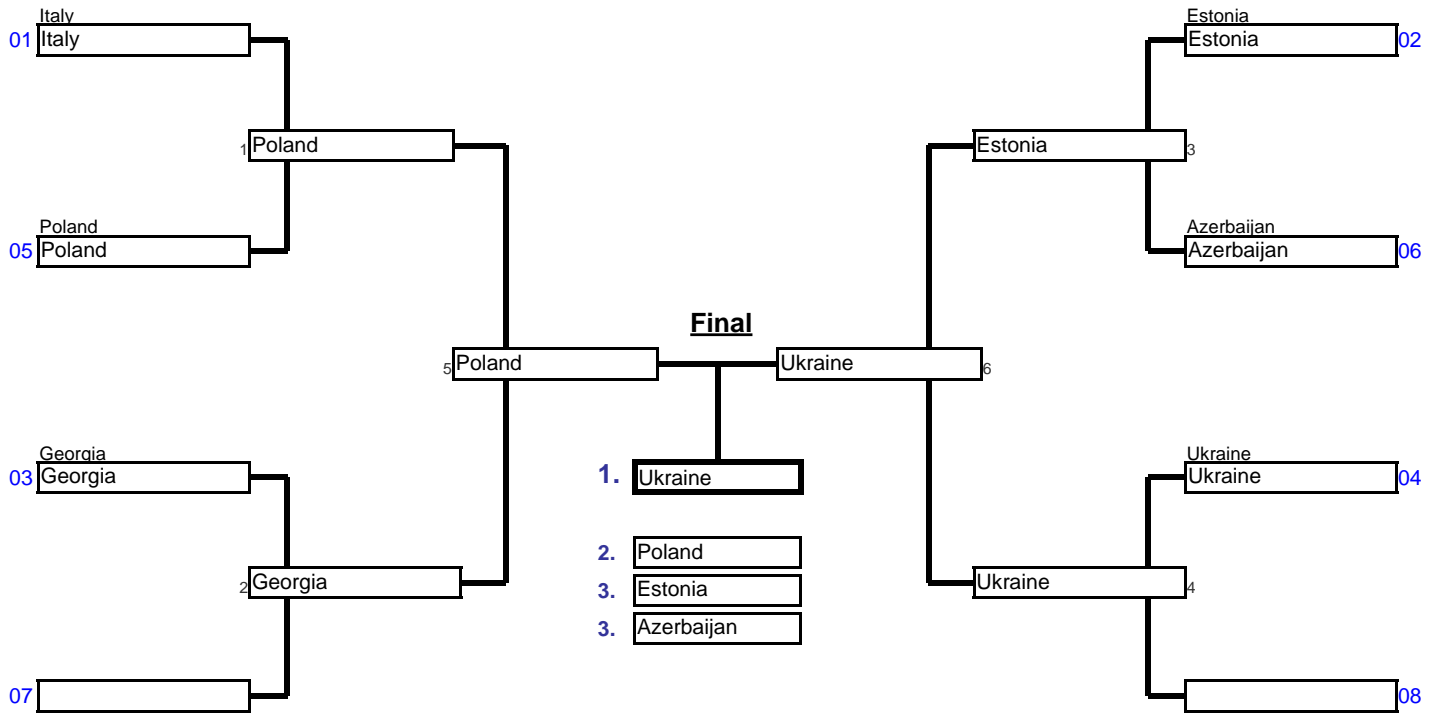 Italy
01 Italy
Estonia
Estonia 02
1 Poland
Estonia 3
Poland
05 Poland
Azerbaijan
Azerbaijan 06
Final
5 Poland
Ukraine 6
Georgia
03 Georgia
Ukraine
Ukraine 04
1. Ukraine
2. Poland
2 Georgia
Ukraine 4
3. Estonia
3. Azerbaijan
07
08